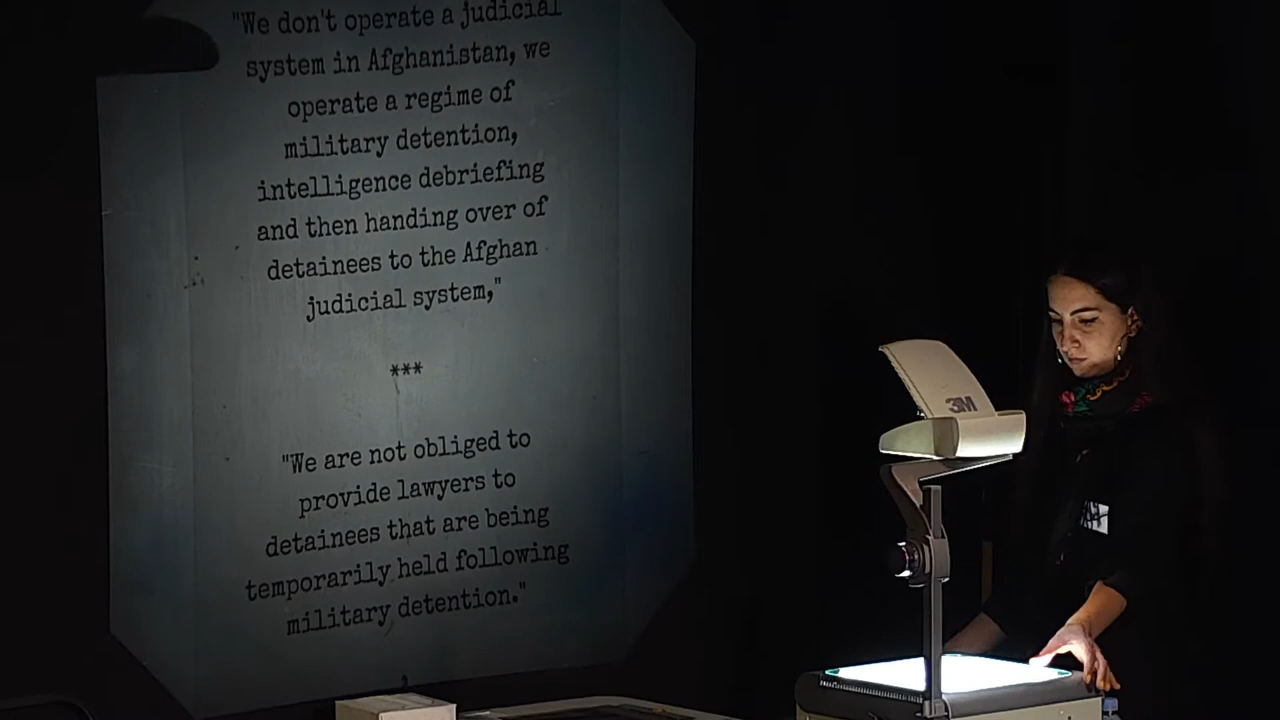 "We don't operate a judicial
system in Afghanistan, we
operate a regime of
military detention,
intelligence debriefing
and then handing over of
detainees to the Afghan
judicial system,"
***
"We are not obliged to
provide lawyers to
detainees that are being
temporarily held following
military detention."
3M